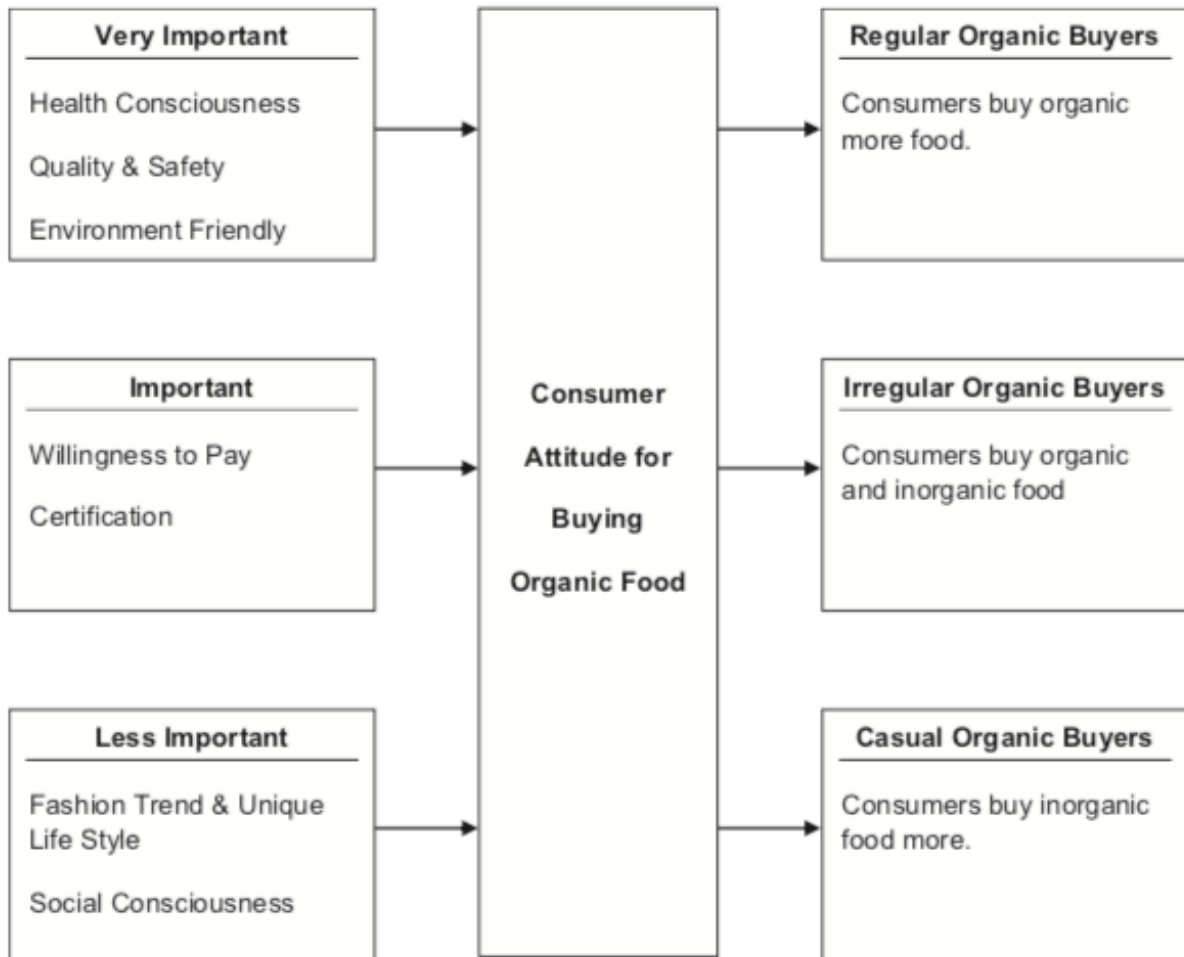 Very Important
Health Consciousness
Quality & Safety
Environment Friendly
Important
Willingness to Pay
Certification
Less Important
Fashion Trend & Unique
Life Style
Social Consciousness
Consumer
Attitude for
Buying
Organic Food
Regular Organic Buyers
Consumers buy organic
more food.
Irregular Organic Buyers
Consumers buy organic
and inorganic food
Casual Organic Buyers
Consumers buy inorganic
food more.